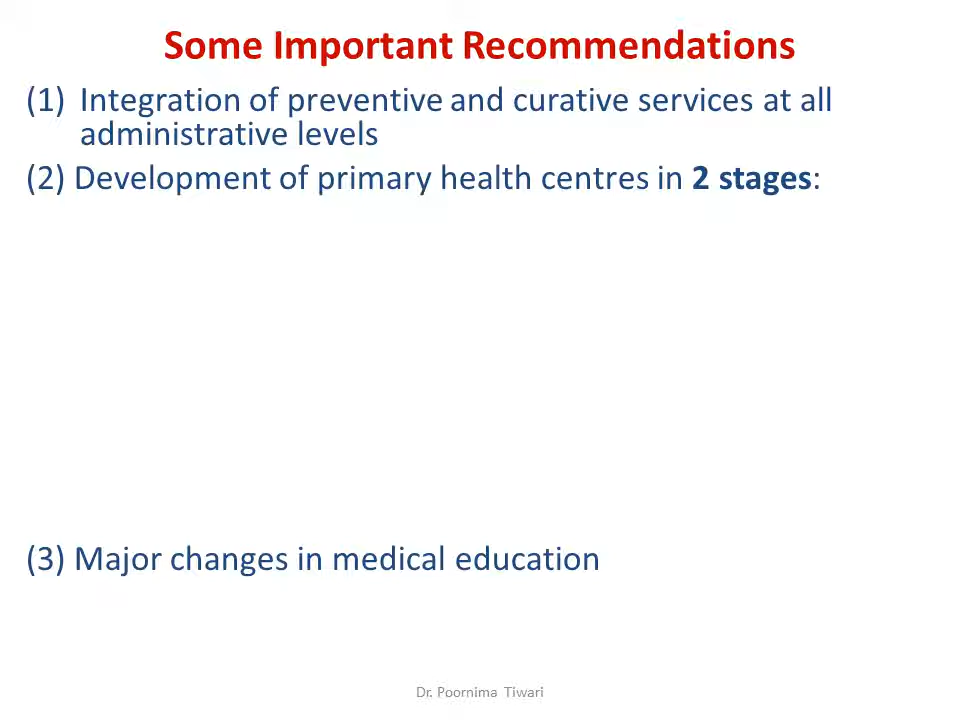 Some Important Recommendations
(1) Integration of preventive and curative services at all
administrative levels
(2) Development of primary health centres in 2 stages:
(3) Major changes in medical education
Dr. Poornima Tiwari